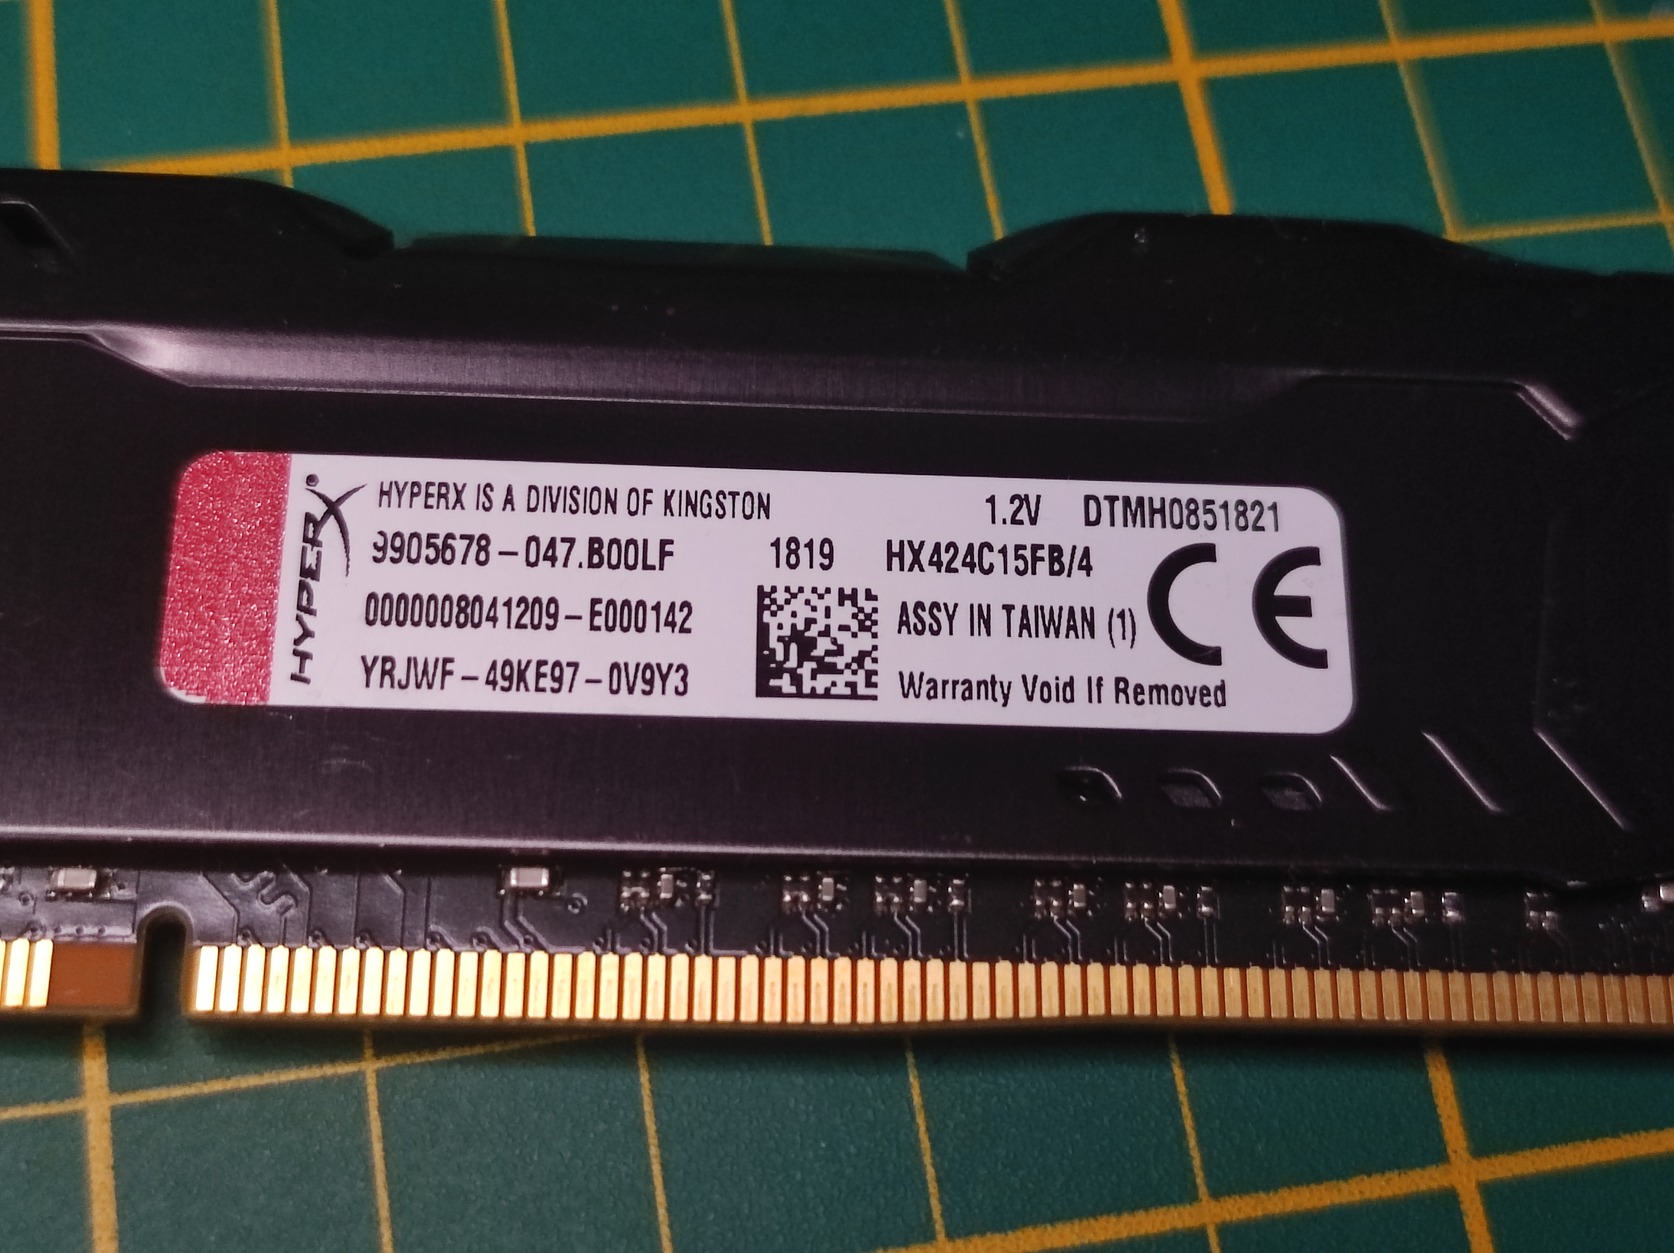 HYPERX
HYPERX IS A DIVISION OF KINGSTON 1.2V DTMH0851821
9905678-047.B00LF 1819 HX424C15FB/4
0000008041209-E000142 ASSY IN TAIWAN (1) CE
YRJWF-49KE97-0V9Y3 Warranty Void If Removed